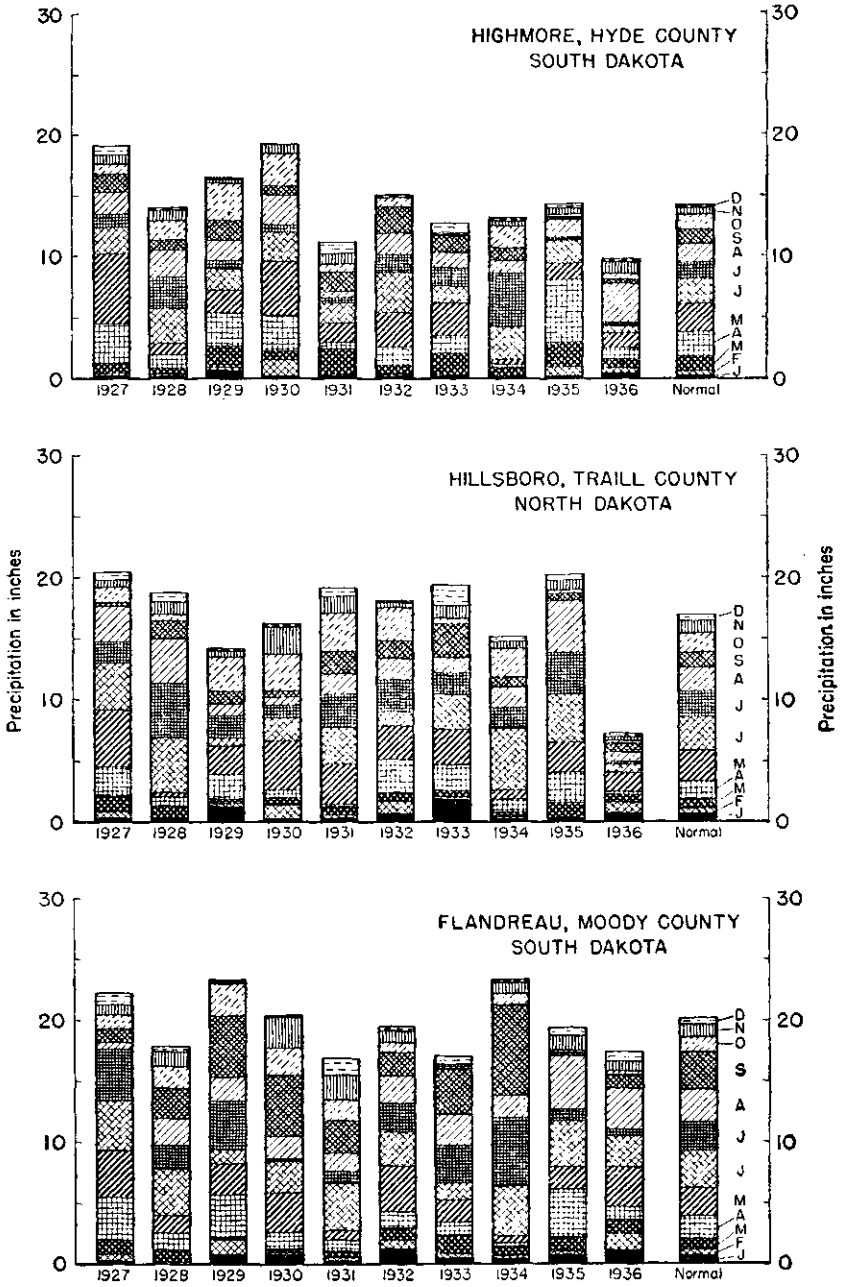 30
30
HIGHMORE, HYDE COUNTY
SOUTH DAKOTA
20
20
D
N
O
S
A
J
J
M
A
M
F
J
10
10
0
0
1927 1928 1929 1930 1931 1932 1933 1934 1935 1936 Normal
30
30
HILLSBORO, TRAILL COUNTY
NORTH DAKOTA
Precipitation in inches
Precipitation in inches
20
20
D
N
O
S
A
J
J
M
A
M
F
J
10
10
0
0
1927 1928 1929 1930 1931 1932 1933 1934 1935 1936 Normal
30
30
FLANDREAU, MOODY COUNTY
SOUTH DAKOTA
20
20
D
N
O
S
A
J
J
M
A
M
F
J
10
10
0
0
1927 1928 1929 1930 1931 1932 1933 1934 1935 1936 Normal